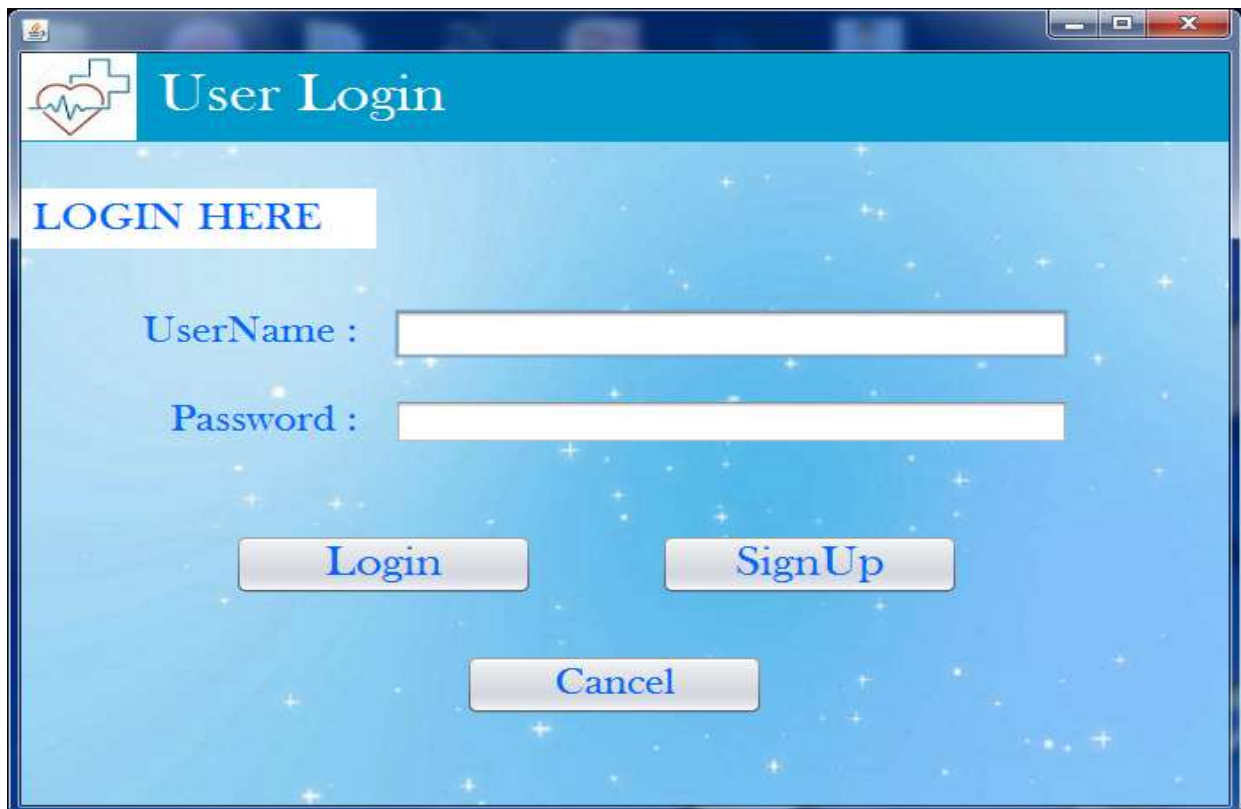 User Login
LOGIN HERE
UserName :
Password :
Login SignUp
Cancel